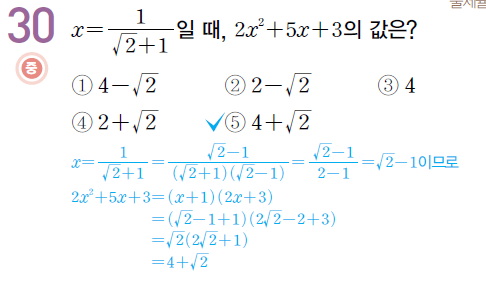 출제율
30 x=1/(√2+1)일 때, 2x²+5x+3의 값은?
중
① 4-√2 ② 2-√2 ③ 4
④ 2+√2 ✓⑤ 4+√2
x=1/(√2+1)=(√2-1)/((√2+1)(√2-1))=(√2-1)/(2-1)=√2-1이므로
2x²+5x+3=(x+1)(2x+3)
=(√2-1+1)(2√2-2+3)
=√2(2√2+1)
=4+√2